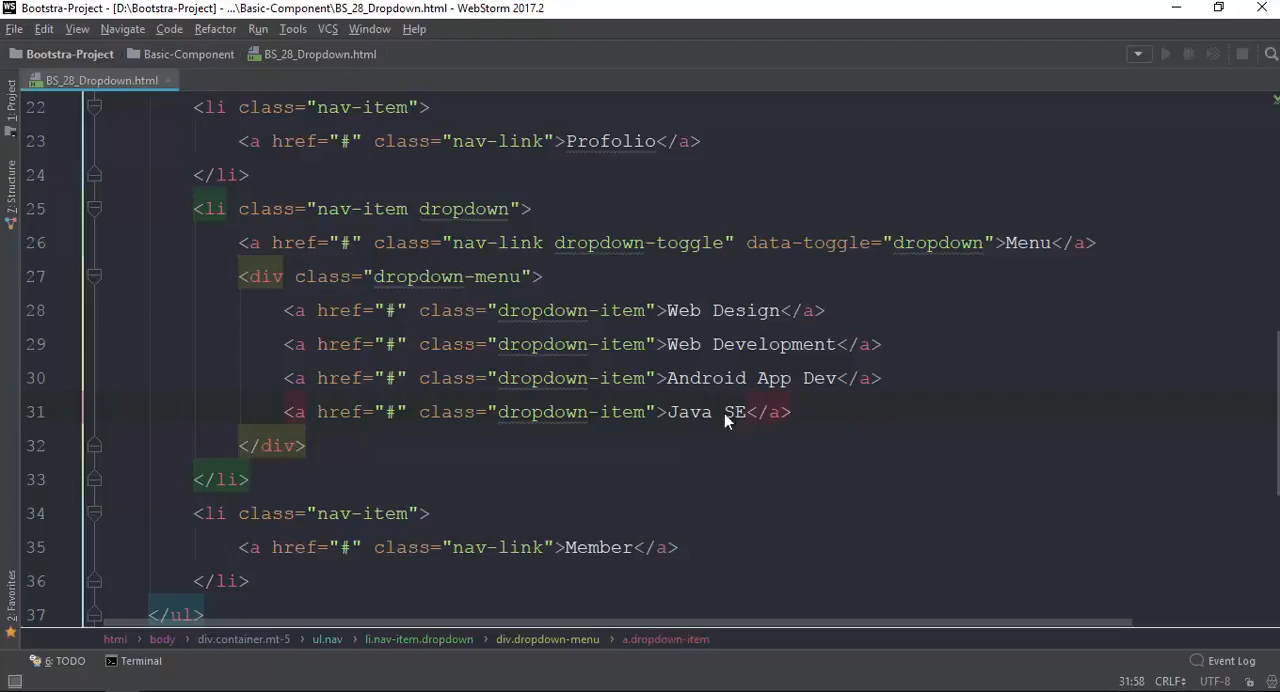 WS Bootstra-Project - [D:\Bootstra-Project] - ...\Basic-Component\BS_28_Dropdown.html - WebStorm 2017.2
File Edit View Navigate Code Refactor Run Tools VCS Window Help
Bootstra-Project Basic-Component BS_28_Dropdown.html
BS_28_Dropdown.html
1: Project
7: Structure
2: Favorites
22 <li class="nav-item">
23 <a href="#" class="nav-link">Profolio</a>
24 </li>
25 <li class="nav-item dropdown">
26 <a href="#" class="nav-link dropdown-toggle" data-toggle="dropdown">Menu</a>
27 <div class="dropdown-menu">
28 <a href="#" class="dropdown-item">Web Design</a>
29 <a href="#" class="dropdown-item">Web Development</a>
30 <a href="#" class="dropdown-item">Android App Dev</a>
31 <a href="#" class="dropdown-item">Java SE</a>
32 </div>
33 </li>
34 <li class="nav-item">
35 <a href="#" class="nav-link">Member</a>
36 </li>
37 </ul>
html body div.container.mt-5 ul.nav li.nav-item.dropdown div.dropdown-menu a.dropdown-item
6: TODO Terminal Event Log
31:58 CRLF UTF-8